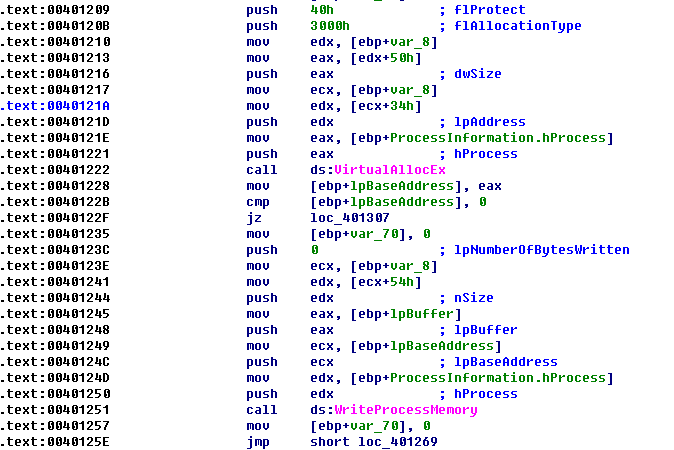 .text:00401209 push 40h ; flProtect
.text:0040120B push 3000h ; flAllocationType
.text:00401210 mov edx, [ebp+var_8]
.text:00401213 mov eax, [edx+50h]
.text:00401216 push eax ; dwSize
.text:00401217 mov ecx, [ebp+var_8]
.text:0040121A mov edx, [ecx+34h]
.text:0040121D push edx ; lpAddress
.text:0040121E mov eax, [ebp+ProcessInformation.hProcess]
.text:00401221 push eax ; hProcess
.text:00401222 call ds:VirtualAllocEx
.text:00401228 mov [ebp+lpBaseAddress], eax
.text:0040122B cmp [ebp+lpBaseAddress], 0
.text:0040122F jz loc_401307
.text:00401235 mov [ebp+var_70], 0
.text:0040123C push 0 ; lpNumberOfBytesWritten
.text:0040123E mov ecx, [ebp+var_8]
.text:00401241 mov edx, [ecx+54h]
.text:00401244 push edx ; nSize
.text:00401245 mov eax, [ebp+lpBuffer]
.text:00401248 push eax ; lpBuffer
.text:00401249 mov ecx, [ebp+lpBaseAddress]
.text:0040124C push ecx ; lpBaseAddress
.text:0040124D mov edx, [ebp+ProcessInformation.hProcess]
.text:00401250 push edx ; hProcess
.text:00401251 call ds:WriteProcessMemory
.text:00401257 mov [ebp+var_70], 0
.text:0040125E jmp short loc_401269